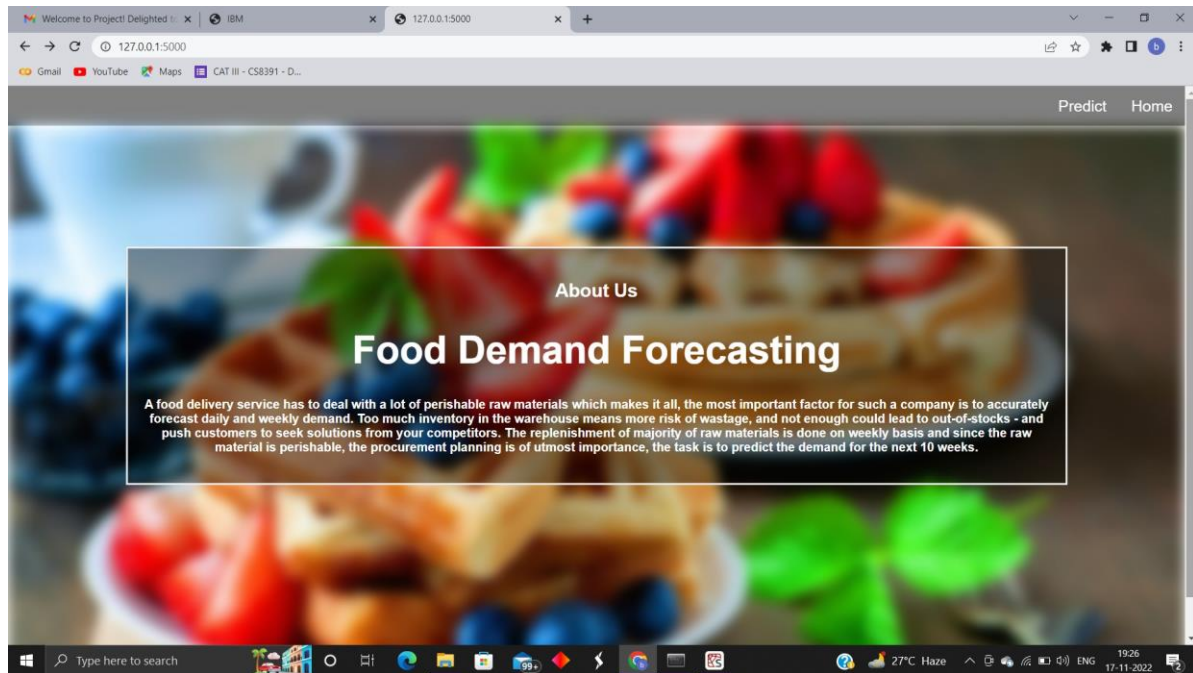 Welcome to Project! Delighted t
IBM
127.0.0.1:5000
127.0.0.1:5000
b
Gmail
YouTube
Maps
CAT III - CS8391 - D...
Predict
Home
About Us
Food Demand Forecasting
A food delivery service has to deal with a lot of perishable raw materials which makes it all, the most important factor for such a company is to accurately
forecast daily and weekly demand. Too much inventory in the warehouse means more risk of wastage, and not enough could lead to out-of-stocks - and
push customers to seek solutions from your competitors. The replenishment of majority of raw materials is done on weekly basis and since the raw
material is perishable, the procurement planning is of utmost importance, the task is to predict the demand for the next 10 weeks.
Type here to search
99+
27°C Haze
ENG
19:26
17-11-2022
2